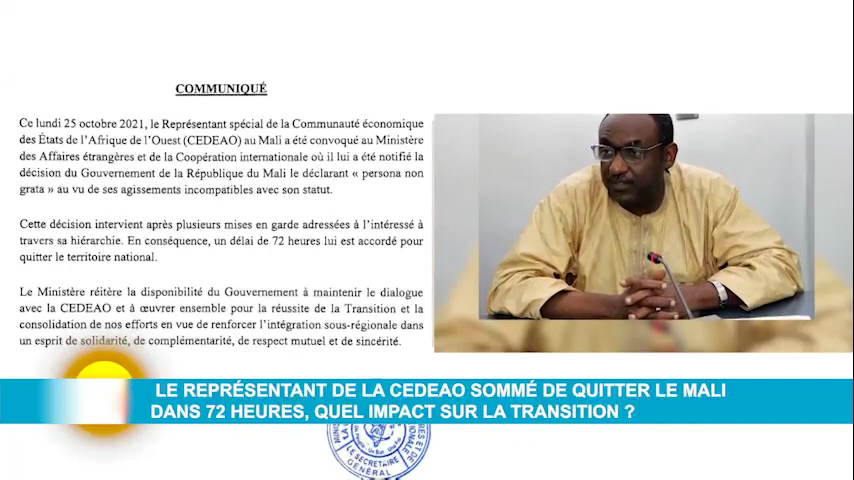 COMMUNIQUÉ
Ce lundi 25 octobre 2021, le Représentant spécial de la Communauté économique
des États de l'Afrique de l'Ouest (CEDEAO) au Mali a été convoqué au Ministère
des Affaires étrangères et de la Coopération internationale où il lui a été notifié la
décision du Gouvernement de la République du Mali le déclarant « persona non
grata » au vu de ses agissements incompatibles avec son statut.
Cette décision intervient après plusieurs mises en garde adressées à l'intéressé à
travers sa hiérarchie. En conséquence, un délai de 72 heures lui est accordé pour
quitter le territoire national.
Le Ministère réitère la disponibilité du Gouvernement à maintenir le dialogue
avec la CEDEAO et à œuvrer ensemble pour la réussite de la Transition et la
consolidation de nos efforts en vue de renforcer l'intégration sous-régionale dans
un esprit de solidarité, de complémentarité, de respect mutuel et de sincérité.
LE REPRÉSENTANT DE LA CEDEAO SOMMÉ DE QUITTER LE MALI
DANS 72 HEURES, QUEL IMPACT SUR LA TRANSITION ?
LE SECRETAIRE
GÉNÉRAL